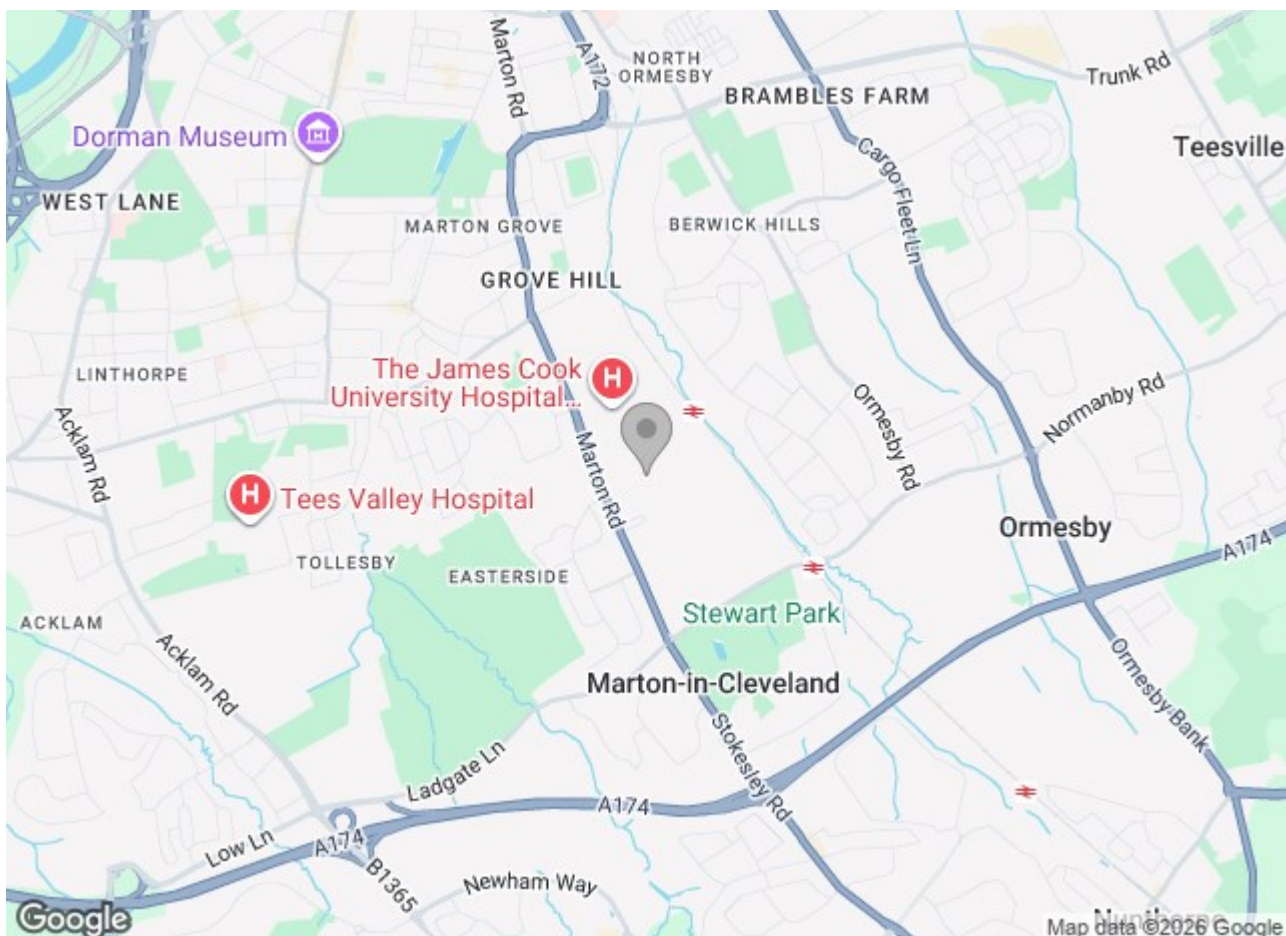 Marton Rd
A172
NORTH
ORMESBY
Trunk Rd
BRAMBLES FARM
Dorman Museum
Cargo Fleet Ln
Teesville
WEST LANE
MARTON GROVE
BERWICK HILLS
GROVE HILL
The James Cook
University Hospital...
H
LINTHORPE
Acklam Rd
Ormesby Rd
Normanby Rd
Marton Rd
H
Tees Valley Hospital
Ormesby
A174
TOLLESBY
EASTERSIDE
Stewart Park
ACKLAM
Acklam Rd
Marton-in-Cleveland
Ormesby Bank
Stokesley Rd
Ladgate Ln
A174
Low Ln
A174
B1365
Newham Way
Nunthorpe
Google
Map data ©2026 Google